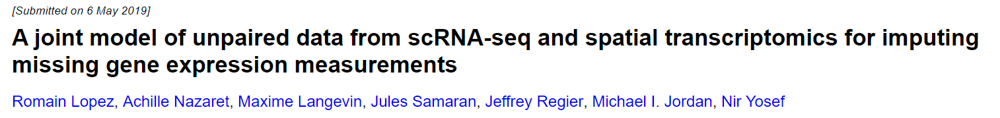 [Submitted on 6 May 2019]
A joint model of unpaired data from scRNA-seq and spatial transcriptomics for imputing
missing gene expression measurements
Romain Lopez, Achille Nazaret, Maxime Langevin, Jules Samaran, Jeffrey Regier, Michael I. Jordan, Nir Yosef